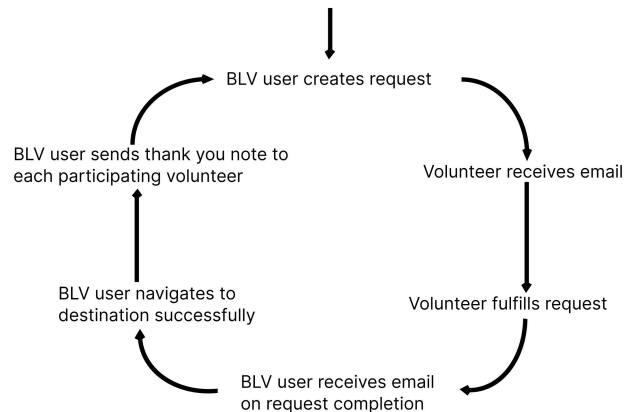 BLV user creates request
Volunteer receives email
Volunteer fulfills request
BLV user receives email
on request completion
BLV user navigates to
destination successfully
BLV user sends thank you note to
each participating volunteer